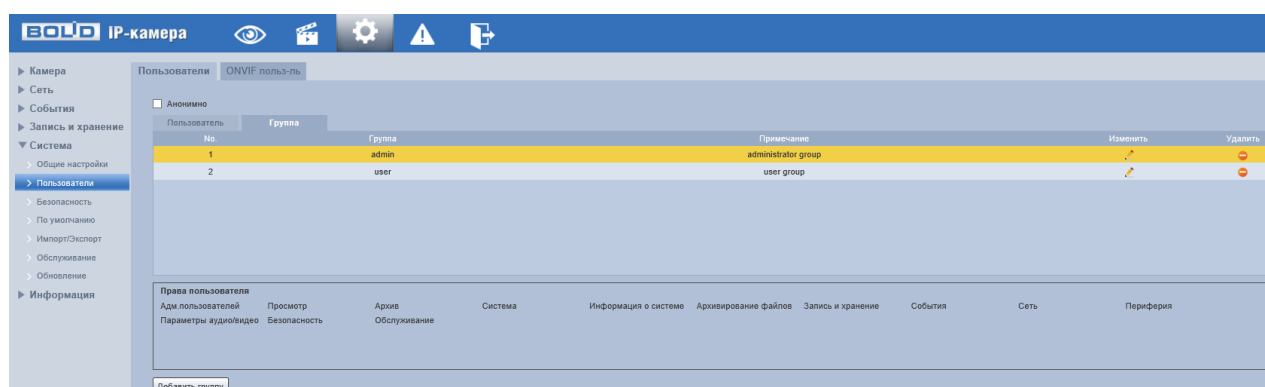 BOLID IP-камера
Пользователи ONVIF польз-ль
Камера
Сеть
События
Запись и хранение
Система
Общие настройки
Пользователи
Безопасность
По умолчанию
Импорт/Экспорт
Обслуживание
Обновление
Информация
Анонимно
Пользователь Группа
No. Группа Примечание Изменить Удалить
1 admin administrator group
2 user user group
Права пользователя
Адм.пользователей Просмотр Архив Система Информация о системе Архивирование файлов Запись и хранение События Сеть Периферия
Параметры аудио/видео Безопасность Обслуживание
Добавить группу